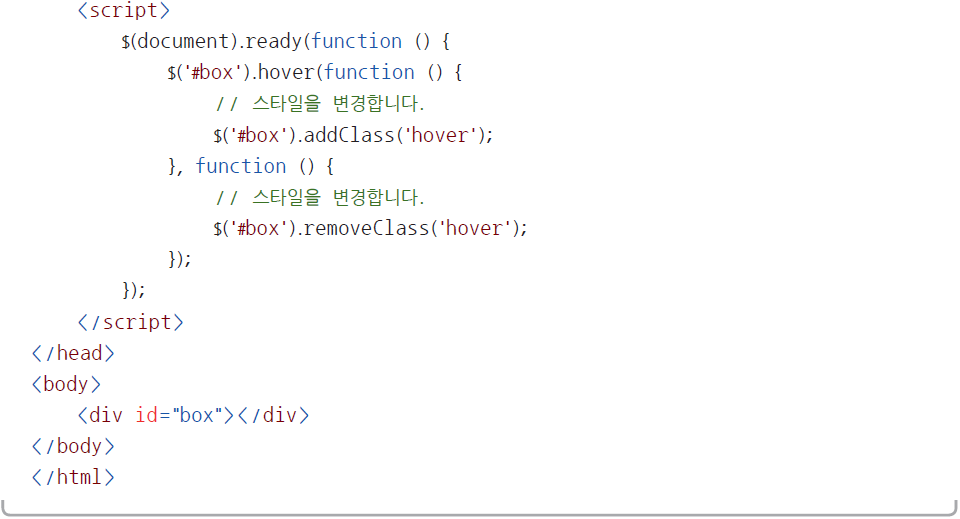 <script>
$(document).ready(function () {
$('#box').hover(function () {
// 스타일을 변경합니다.
$('#box').addClass('hover');
}, function () {
// 스타일을 변경합니다.
$('#box').removeClass('hover');
});
});
</script>
</head>
<body>
<div id="box"></div>
</body>
</html>